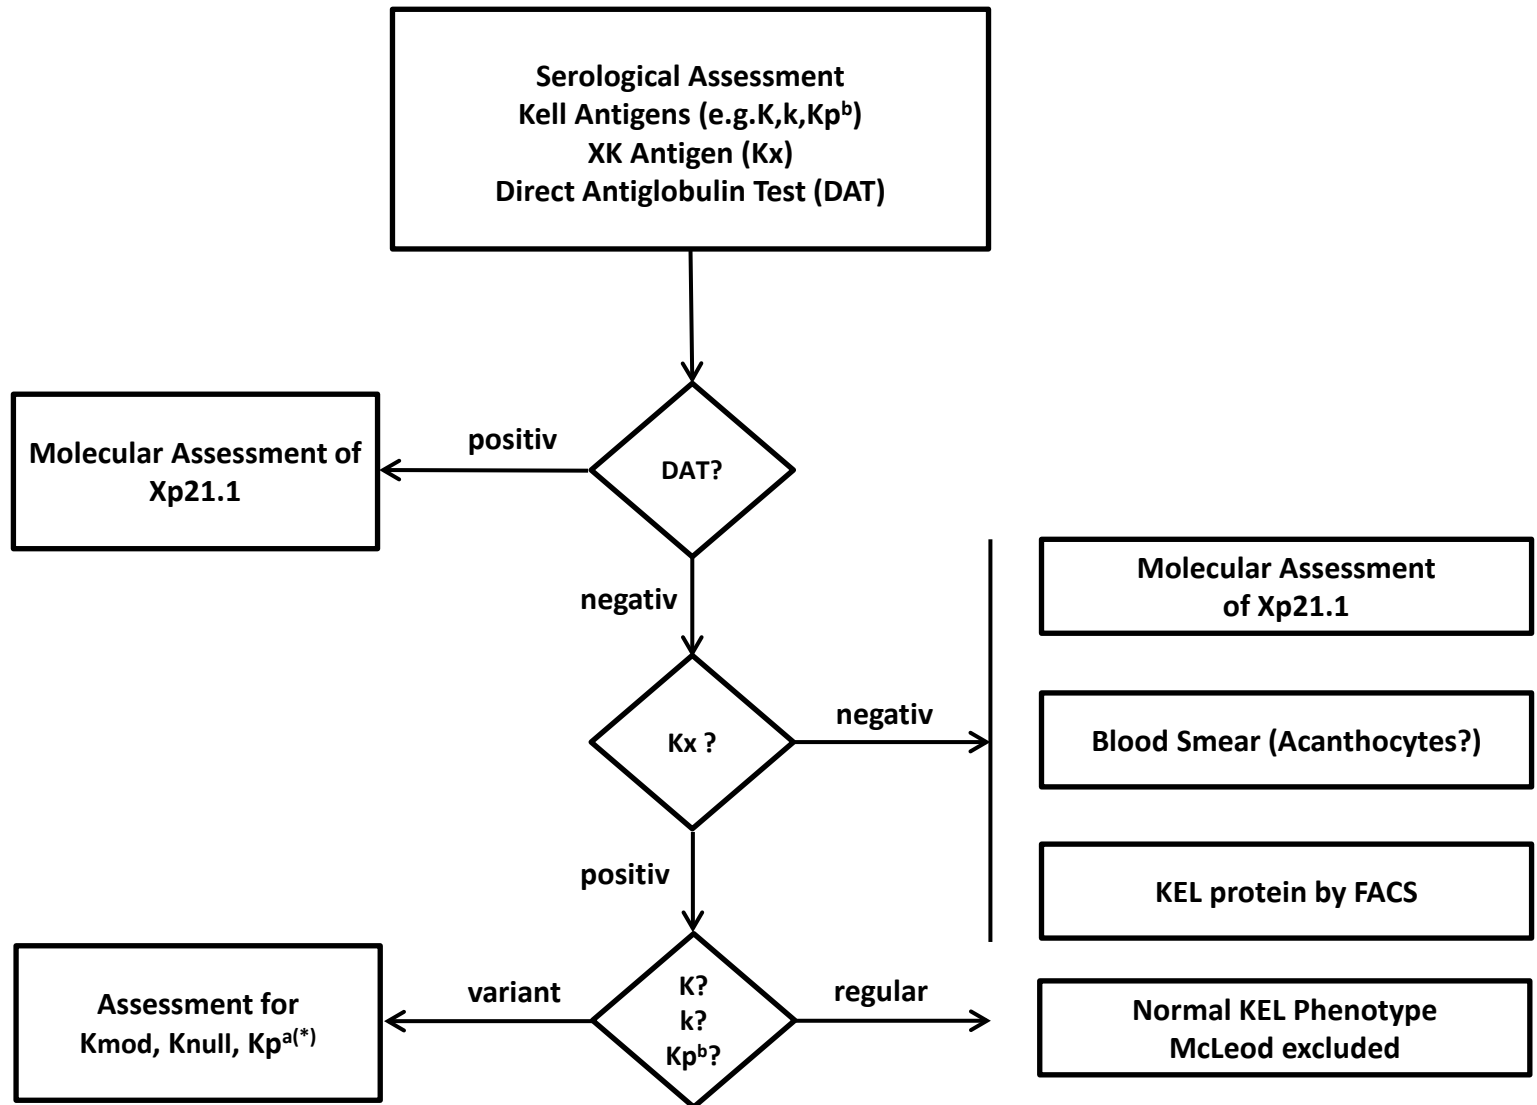 Serological Assessment
Kell Antigens (e.g.K,k,Kpᵇ)
XK Antigen (Kx)
Direct Antiglobulin Test (DAT)
Molecular Assessment of
Xp21.1
positiv
DAT?
negativ
Molecular Assessment
of Xp21.1
Kx ?
negativ
Blood Smear (Acanthocytes?)
positiv
KEL protein by FACS
Assessment for
Kmod, Knull, Kpᵃ⁽*⁾
variant
K?
k?
Kpᵇ?
regular
Normal KEL Phenotype
McLeod excluded